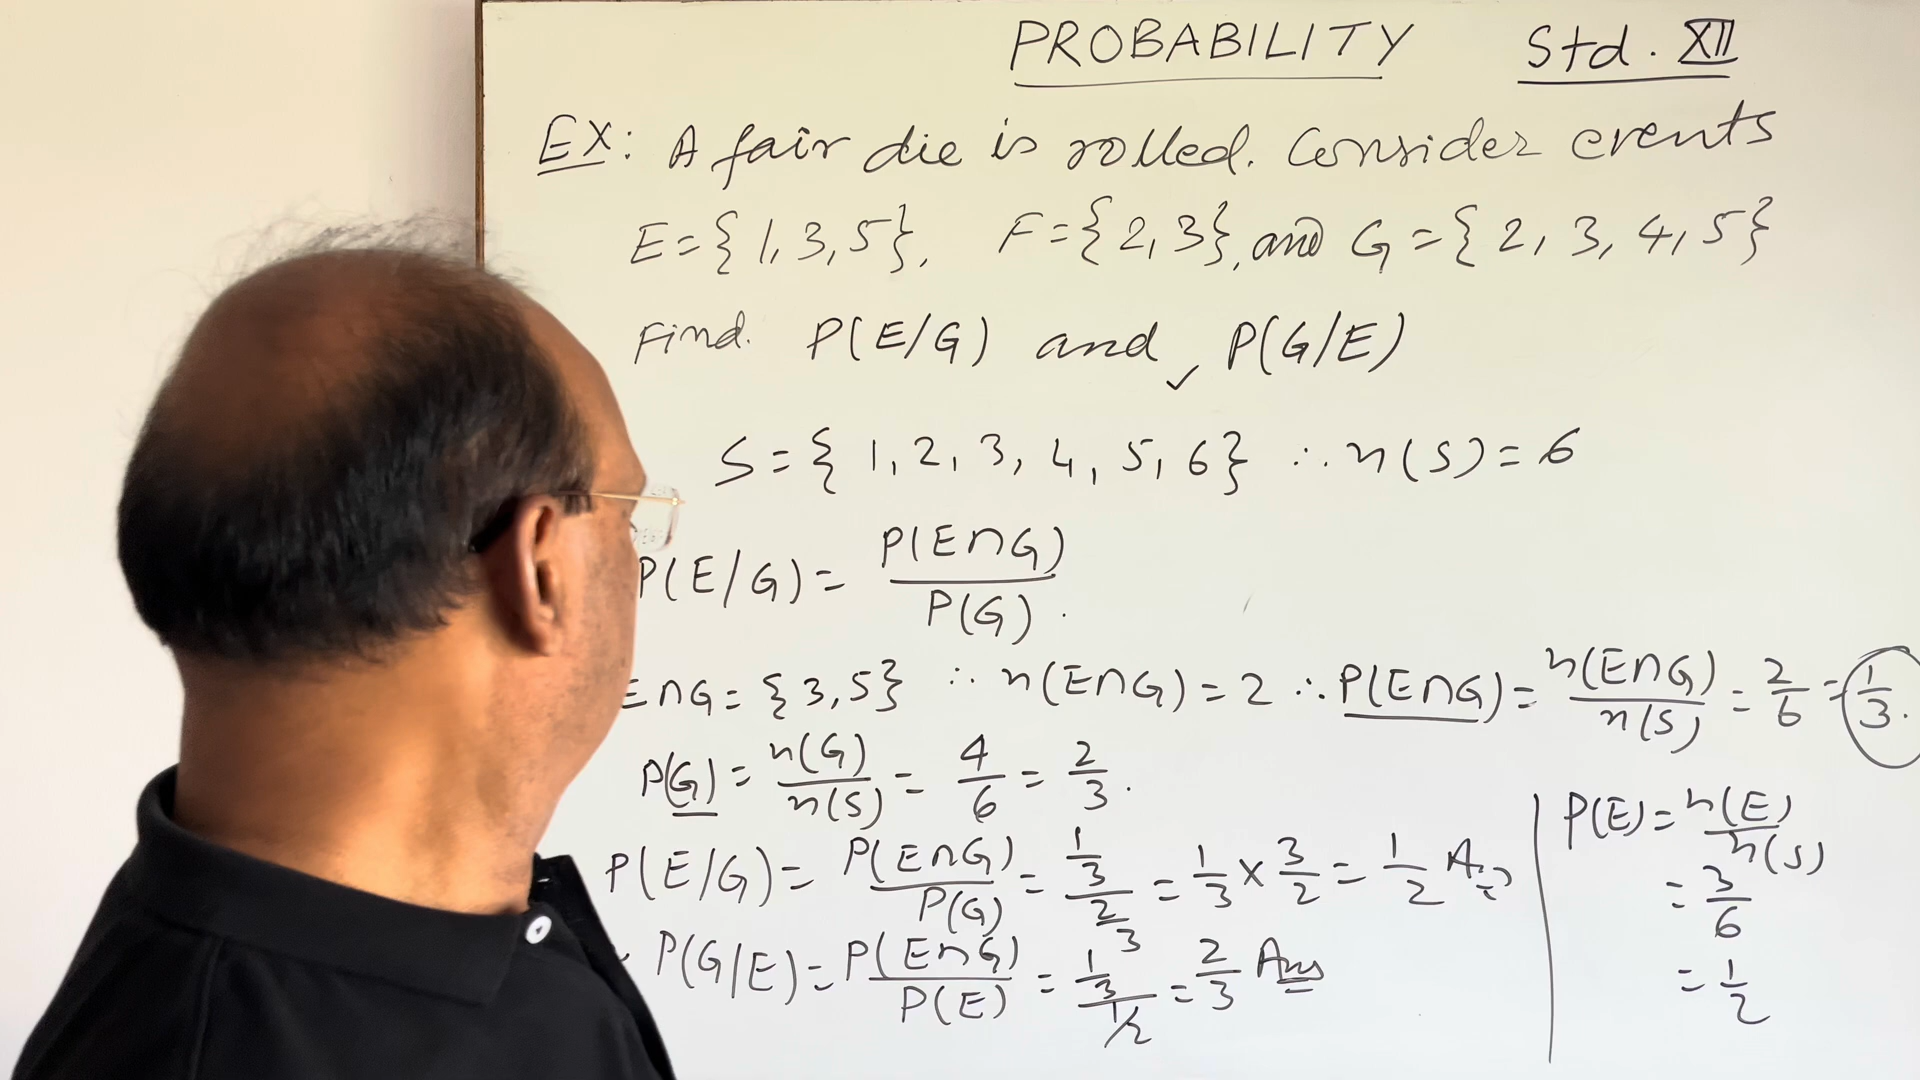 PROBABILITY Std. XII
EX: A fair die is rolled. Consider events
E={1,3,5}, F={2,3}, and G={2,3,4,5}
Find. P(E/G) and ✓ P(G/E)
S={1,2,3,4,5,6} ∴ n(S)=6
P(E/G)= P(E∩G)/P(G).
E∩G={3,5} ∴ n(E∩G)=2 ∴ P(E∩G)= n(E∩G)/n(S) = 2/6 = 1/3.
P(G)= n(G)/n(S) = 4/6 = 2/3.
P(E/G)= P(E∩G)/P(G) = (1/3)/(2/3) = 1/3 × 3/2 = 1/2 Ans
P(G/E)= P(E∩G)/P(E) = (1/3)/(1/2) = 2/3 Ans
P(E)= n(E)/n(S)
= 3/6
= 1/2